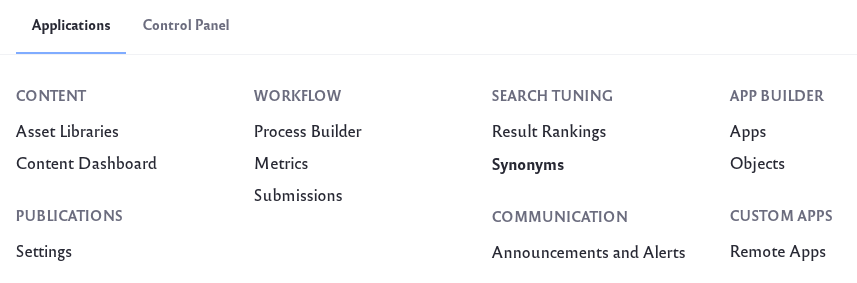 Applications Control Panel
CONTENT
Asset Libraries
Content Dashboard
PUBLICATIONS
Settings
WORKFLOW
Process Builder
Metrics
Submissions
SEARCH TUNING
Result Rankings
Synonyms
COMMUNICATION
Announcements and Alerts
APP BUILDER
Apps
Objects
CUSTOM APPS
Remote Apps